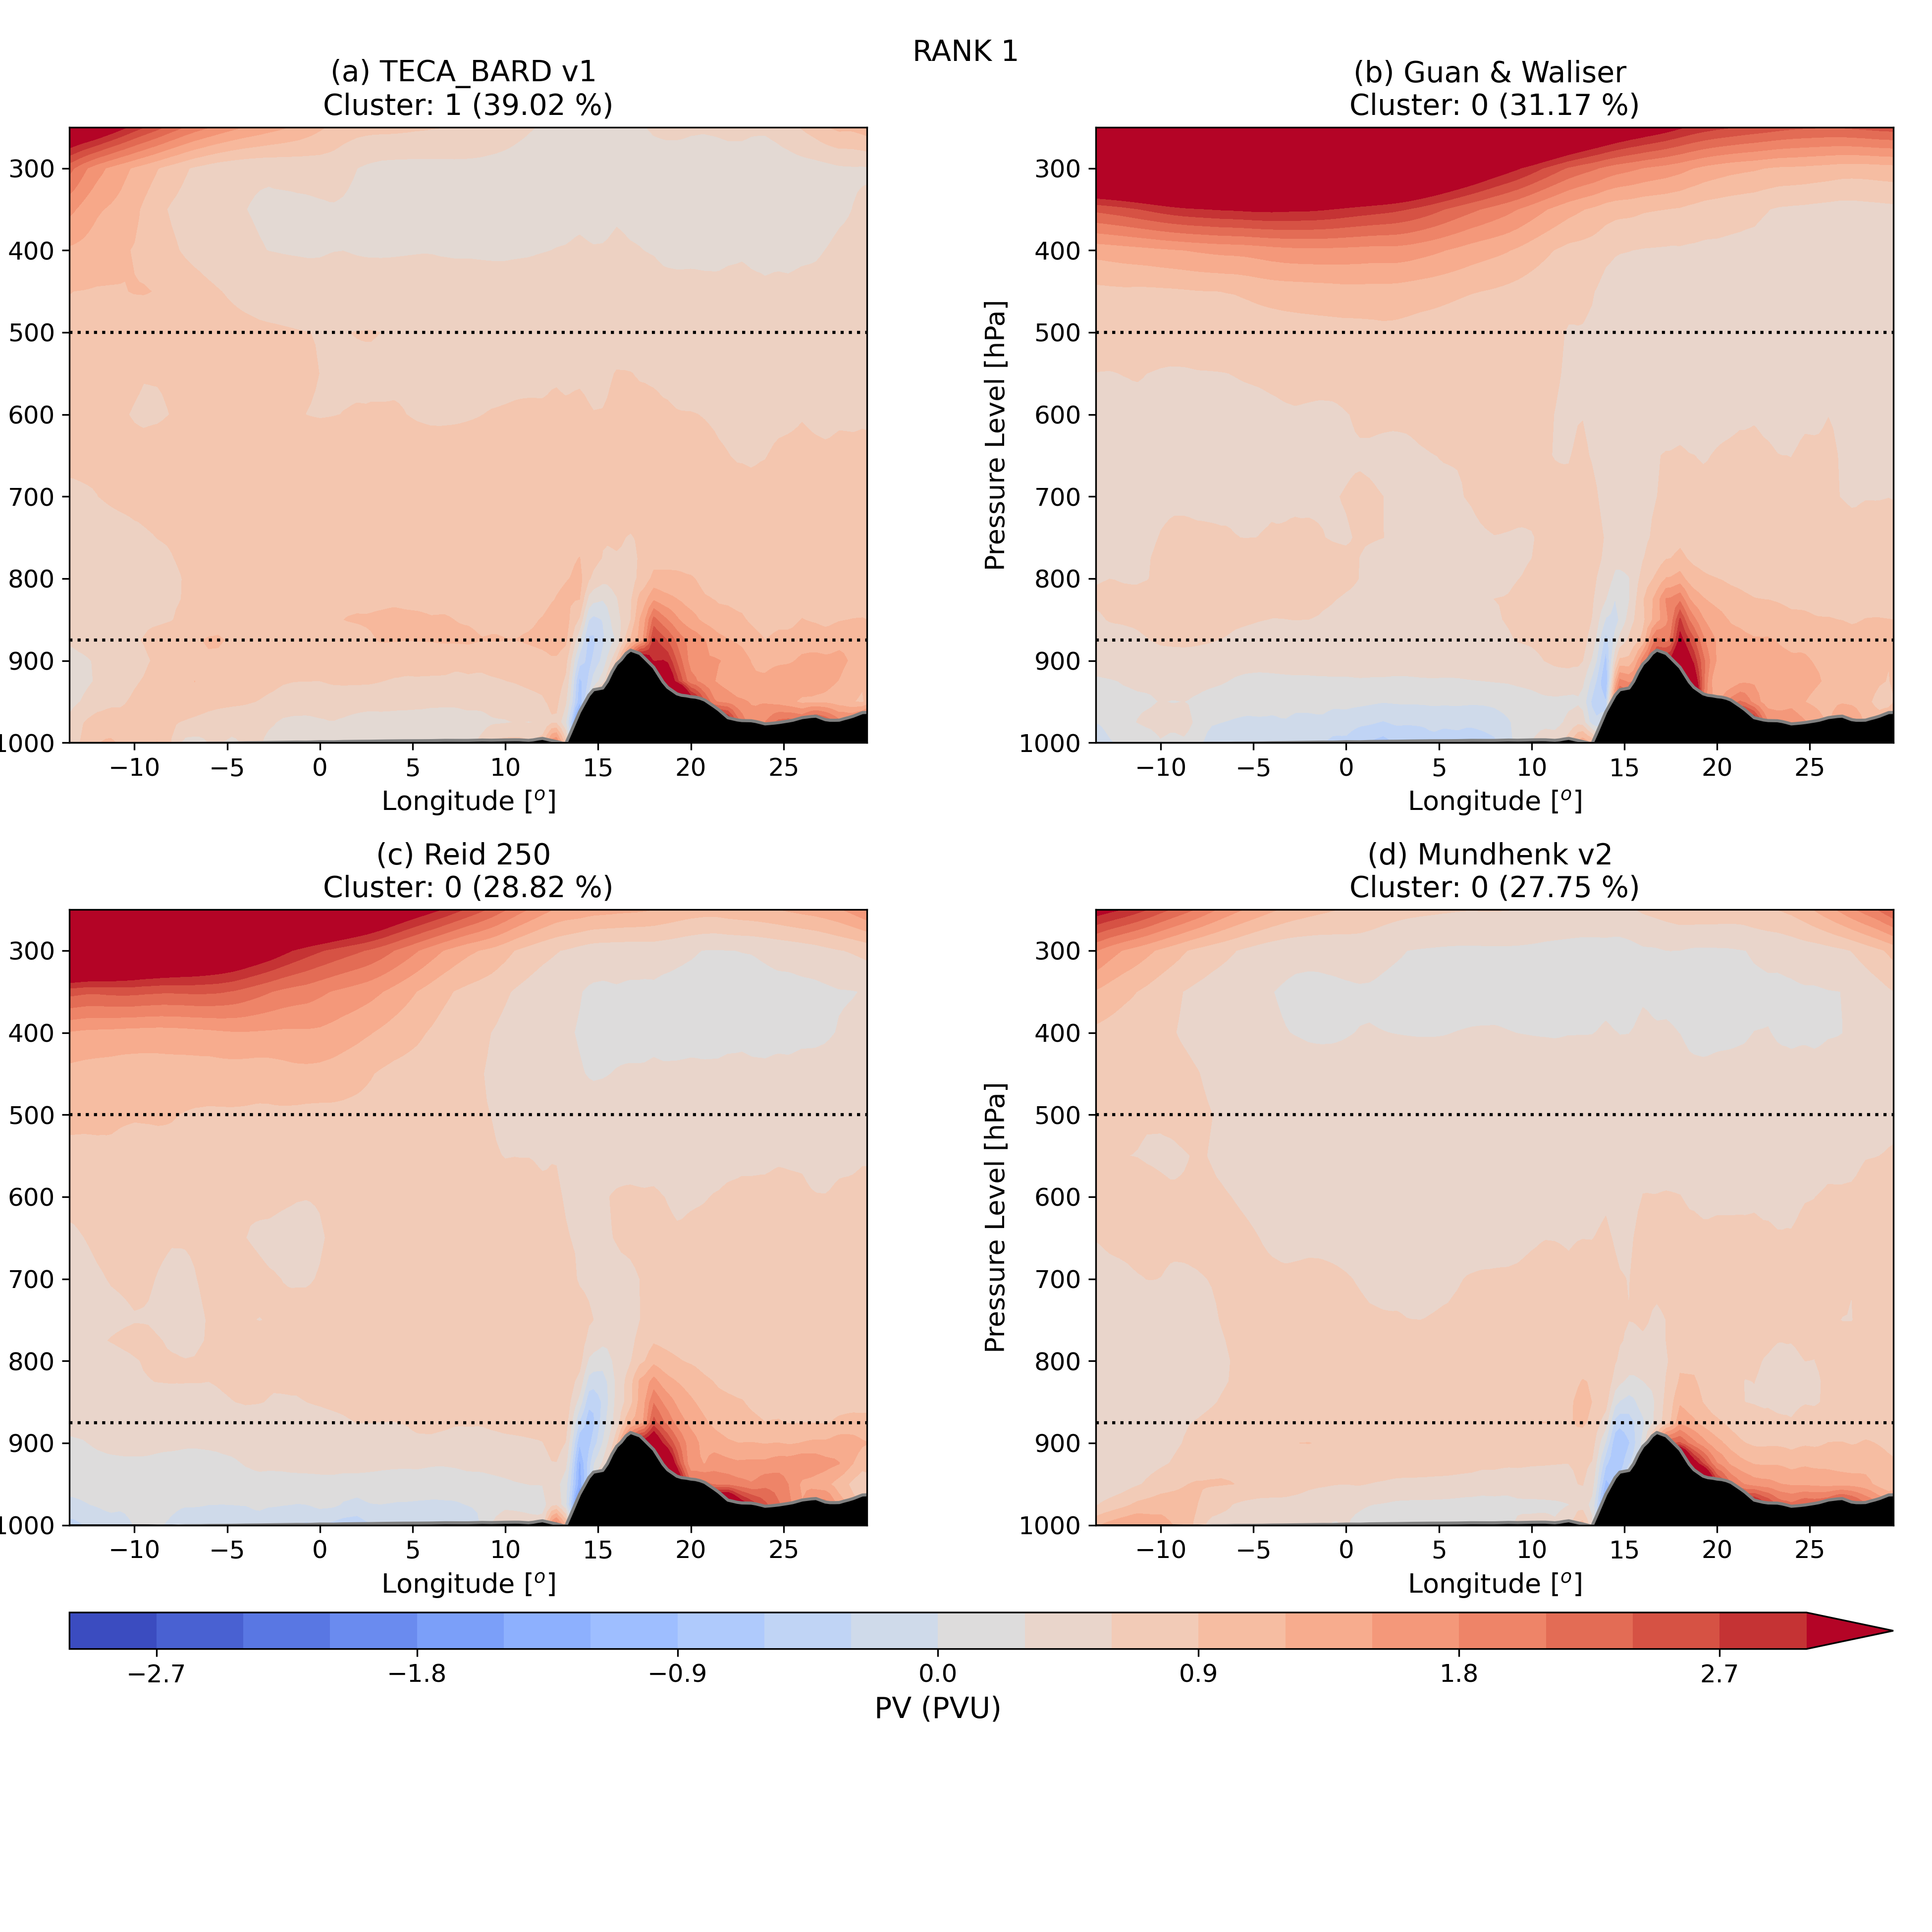 RANK 1
(a) TECA_BARD v1
Cluster: 1 (39.02 %)
300
400
500
600
700
800
900
1000
−10 −5 0 5 10 15 20 25
Longitude [o]
(b) Guan & Waliser
Cluster: 0 (31.17 %)
Pressure Level [hPa]
300
400
500
600
700
800
900
1000
−10 −5 0 5 10 15 20 25
Longitude [o]
(c) Reid 250
Cluster: 0 (28.82 %)
300
400
500
600
700
800
900
1000
−10 −5 0 5 10 15 20 25
Longitude [o]
(d) Mundhenk v2
Cluster: 0 (27.75 %)
Pressure Level [hPa]
300
400
500
600
700
800
900
1000
−10 −5 0 5 10 15 20 25
Longitude [o]
−2.7 −1.8 −0.9 0.0 0.9 1.8 2.7
PV (PVU)